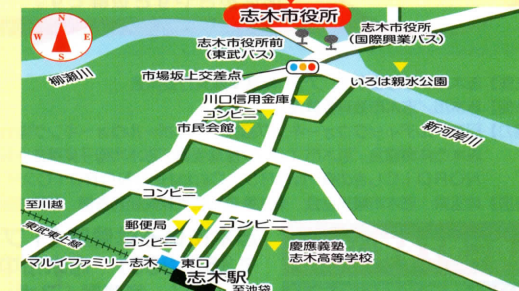 志木市役所
N
W
E
S
志木市役所前
(東武バス)
志木市役所
(国際興業バス)
柳瀬川
市場坂上交差点
いろは親水公園
川口信用金庫
コンビニ
市民会館
新河岸川
コンビニ
至川越
東武東上線
郵便局
コンビニ
コンビニ
マルイファミリー志木
東口
志木駅
慶應義塾
志木高等学校
至池袋